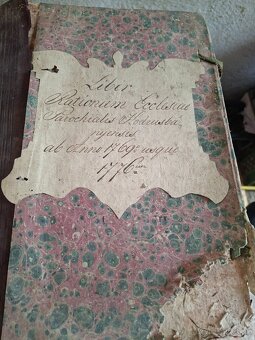 Liber
Rationum Ecclesiae
Parochialis
ab Anno 1769 usque
1776